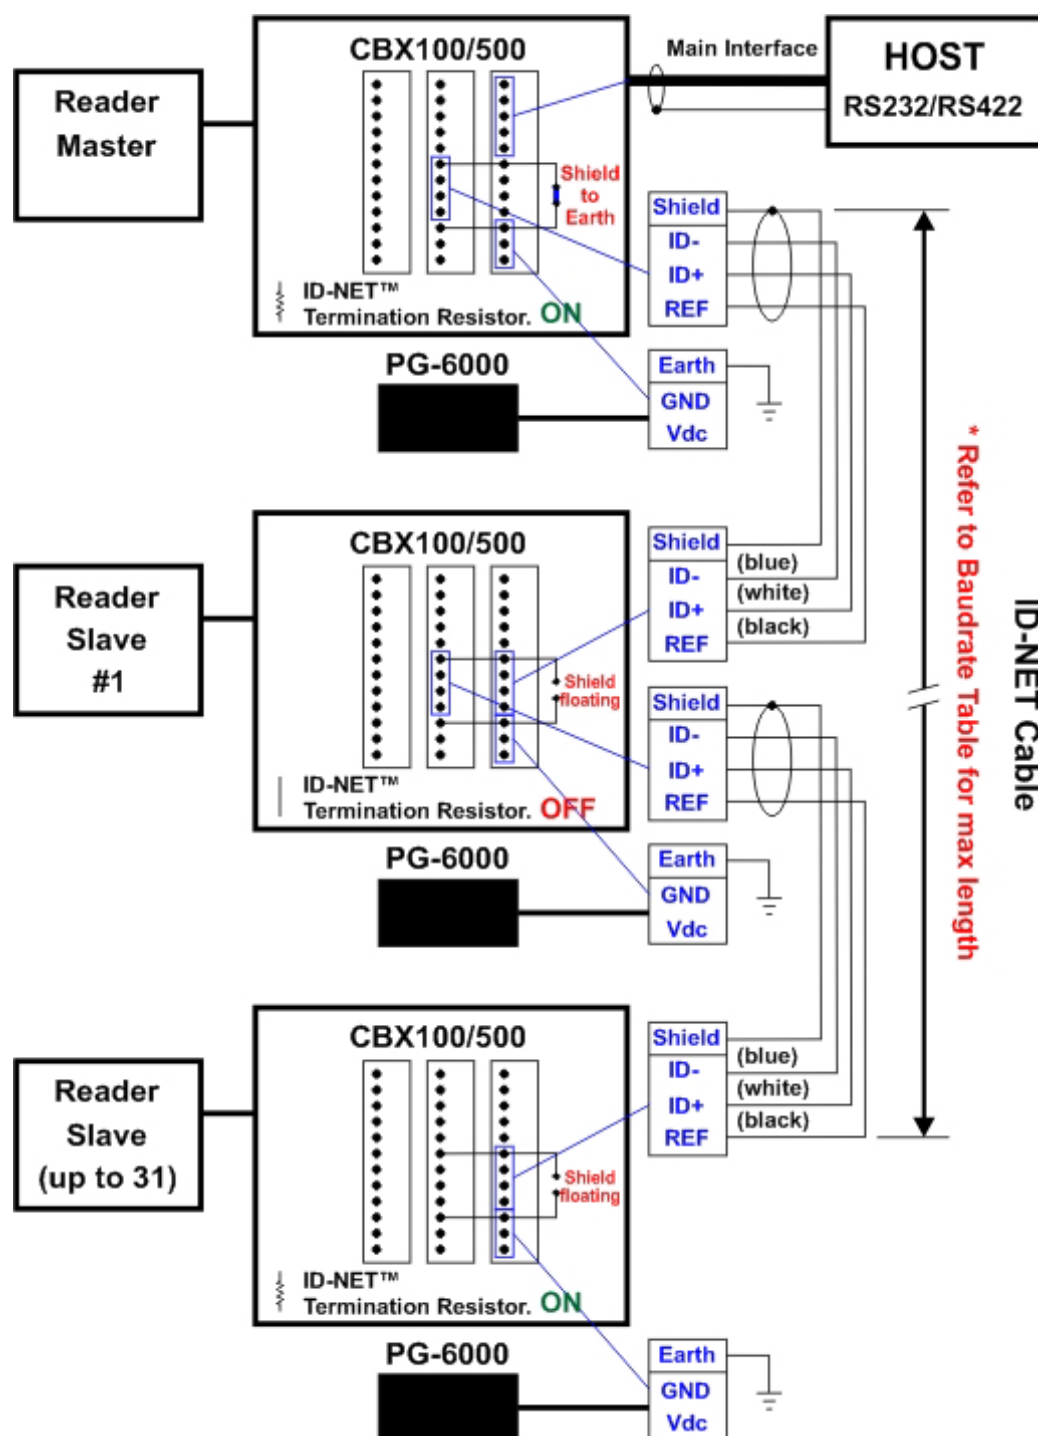 CBX100/500
Main Interface
HOST
RS232/RS422
Reader
Master
Shield
to
Earth
Shield
ID-
ID+
REF
ID-NET™
Termination Resistor. ON
PG-6000
Earth
GND
Vdc
CBX100/500
Reader
Slave
#1
Shield
floating
Shield
ID-
ID+
REF
(blue)
(white)
(black)
Shield
ID-
ID+
REF
ID-NET™
Termination Resistor. OFF
PG-6000
Earth
GND
Vdc
* Refer to Baudrate Table for max length
ID-NET Cable
CBX100/500
Reader
Slave
(up to 31)
Shield
floating
Shield
ID-
ID+
REF
(blue)
(white)
(black)
ID-NET™
Termination Resistor. ON
PG-6000
Earth
GND
Vdc